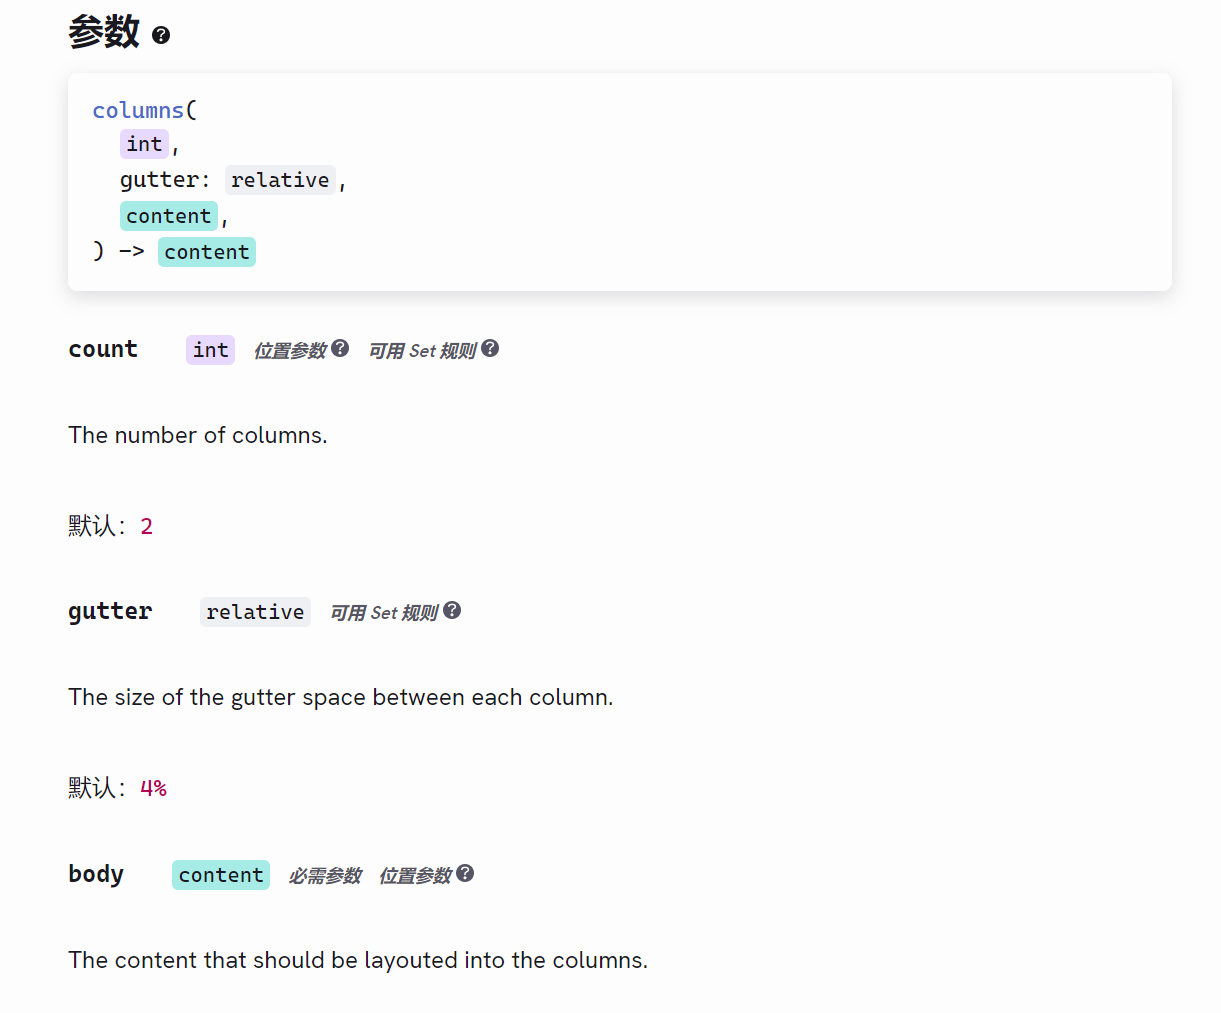 参数 ?
columns(
int,
gutter: relative,
content,
) -> content
count int 位置参数? 可用 Set 规则?
The number of columns.
默认：2
gutter relative 可用 Set 规则?
The size of the gutter space between each column.
默认：4%
body content 必需参数 位置参数?
The content that should be layouted into the columns.